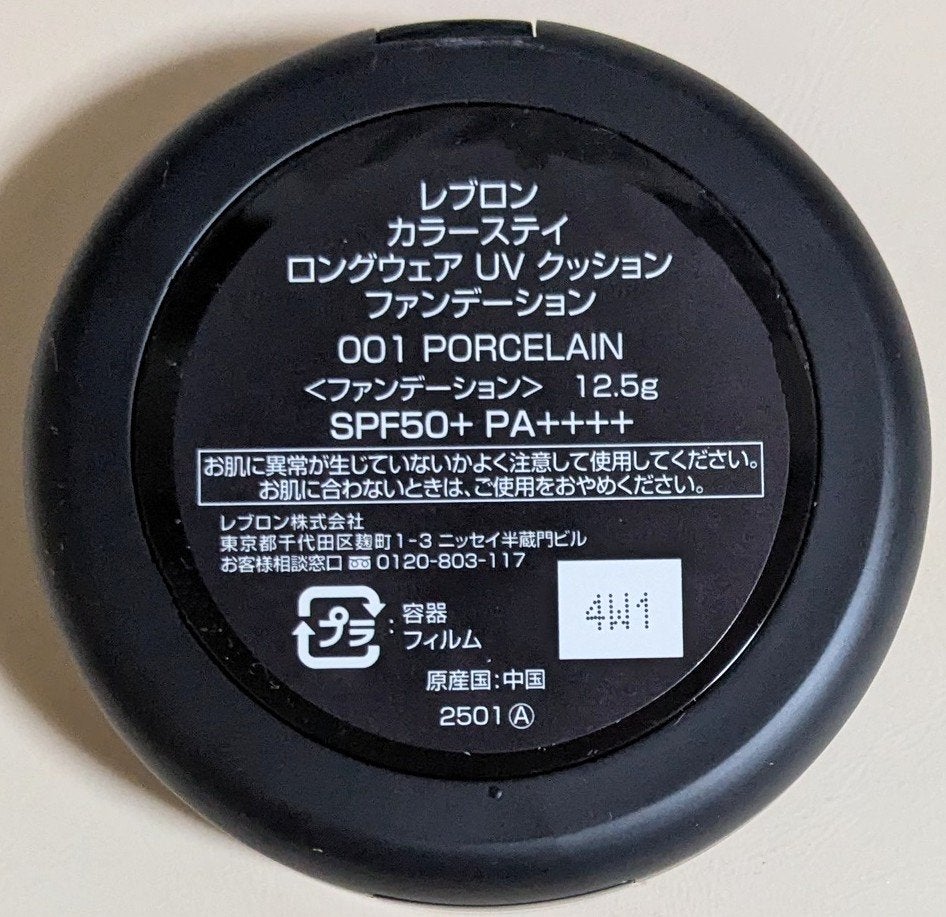 レブロン
カラーステイ
ロングウェア UV クッション
ファンデーション
001 PORCELAIN
<ファンデーション> 12.5g
SPF50+ PA++++
お肌に異常が生じていないかよく注意して使用してください。
お肌に合わないときは、ご使用をおやめください。
レブロン株式会社
東京都千代田区麹町1-3 ニッセイ半蔵門ビル
お客様相談窓口 0120-803-117
プラ : 容器
フィルム
4W1
原産国:中国
2501Ⓐ